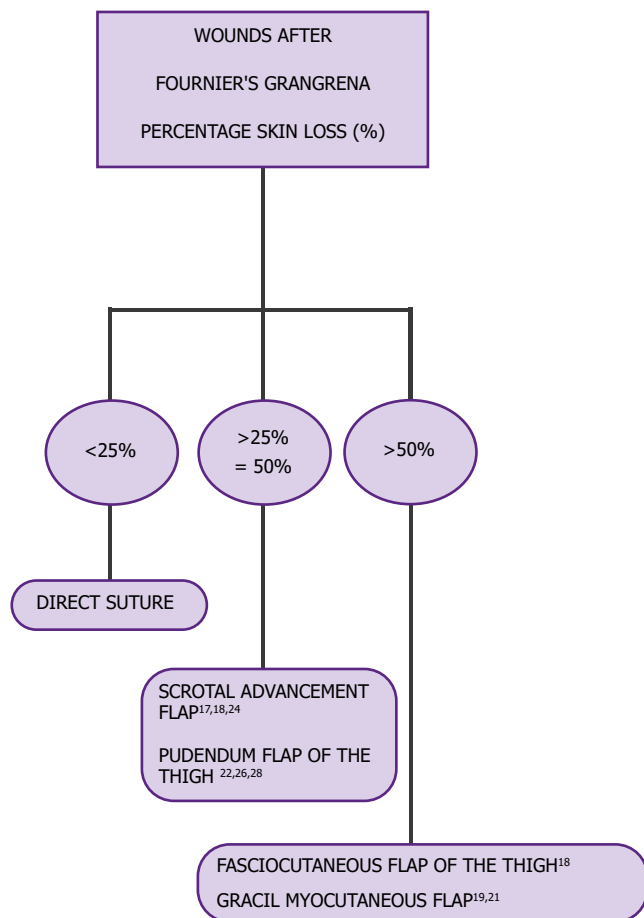 WOUNDS AFTER
FOURNIER'S GRANGRENA
PERCENTAGE SKIN LOSS (%)
<25%
>25%
= 50%
>50%
DIRECT SUTURE
SCROTAL ADVANCEMENT
FLAP17,18,24
PUDENDUM FLAP OF THE
THIGH 22,26,28
FASCIOCUTANEOUS FLAP OF THE THIGH18
GRACIL MYOCUTANEOUS FLAP19,21